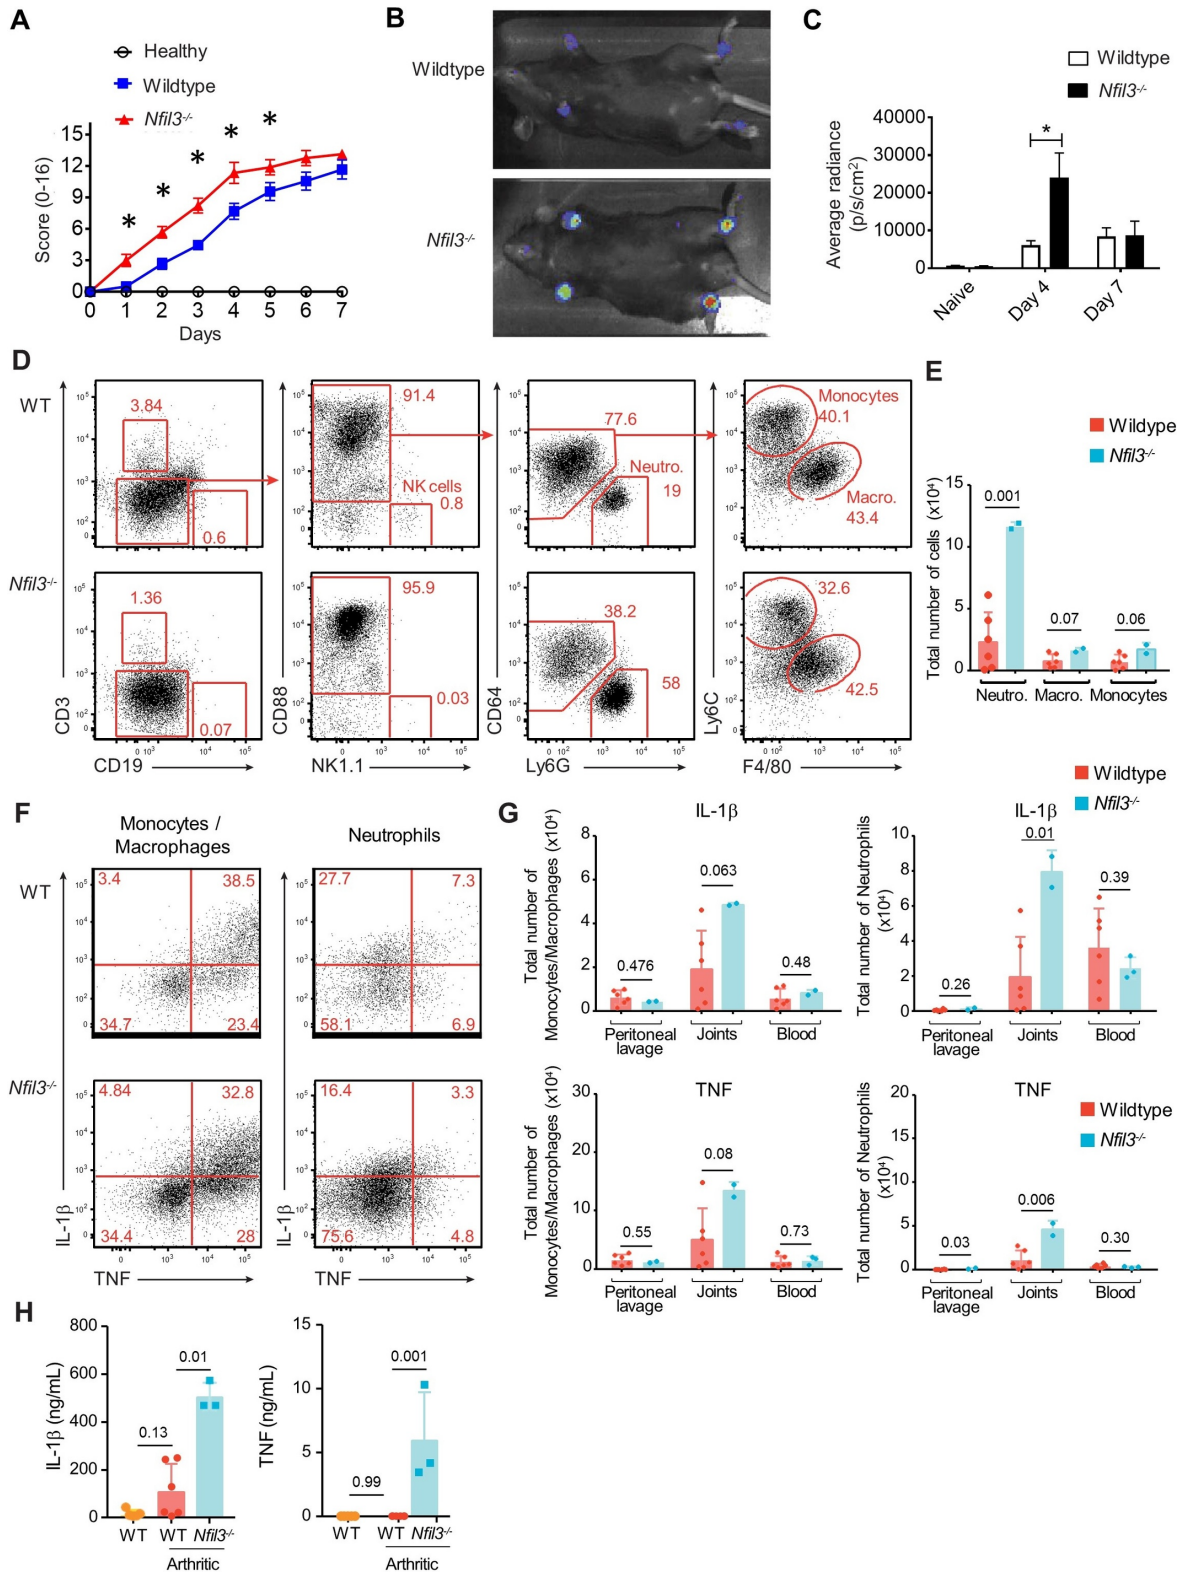 A
Healthy
Wildtype
Nfil3-/-
Score (0-16)
15
12
9
6
3
0
* * * * *
0 1 2 3 4 5 6 7
Days
B
Wildtype
Nfil3-/-
C
Wildtype
Nfil3-/-
Average radiance
(p/s/cm2)
40000
30000
20000
10000
0
*
Naive Day 4 Day 7
D
WT
3.84
0.6
91.4
NK cells
0.8
77.6
Neutro.
19
Monocytes
40.1
Macro.
43.4
Nfil3-/-
1.36
0.07
95.9
0.03
38.2
58
32.6
42.5
CD3
CD88
CD64
Ly6C
CD19
NK1.1
Ly6G
F4/80
E
Wildype
Nfil3-/-
Total number of cells (x10⁴)
15
10
5
0
0.001
0.07
0.06
Neutro. Macro. Monocytes
F
Monocytes /
Macrophages
Neutrophils
WT
3.4 38.5
34.7 23.4
27.7 7.3
58.1 6.9
Nfil3-/-
4.84 32.8
34.4 28
16.4 3.3
75.6 4.8
IL-1β
IL-1β
TNF
TNF
G
Wildtype
Nfil3-/-
IL-1β
Total number of
Monocytes/Macrophages (x10⁴)
8
6
4
2
0
0.476
0.063
0.48
Peritoneal
lavage
Joints
Blood
IL-1β
Total number of Neutrophils
(x10⁴)
10
8
6
4
2
0
0.26
0.01
0.39
Peritoneal
lavage
Joints
Blood
TNF
Total number of
Monocytes/Macrophages (x10⁴)
30
20
10
0
0.55
0.08
0.73
Peritoneal
lavage
Joints
Blood
TNF
Wildtype
Nfil3-/-
Total number of Neutrophils
(x10⁴)
20
15
10
5
0
0.03
0.006
0.30
Peritoneal
lavage
Joints
Blood
H
IL-1β (ng/mL)
800
600
400
200
0
0.13
0.01
WT WT Nfil3-/-
Arthritic
TNF (ng/mL)
15
10
5
0
0.99
0.001
WT WT Nfil3-/-
Arthritic